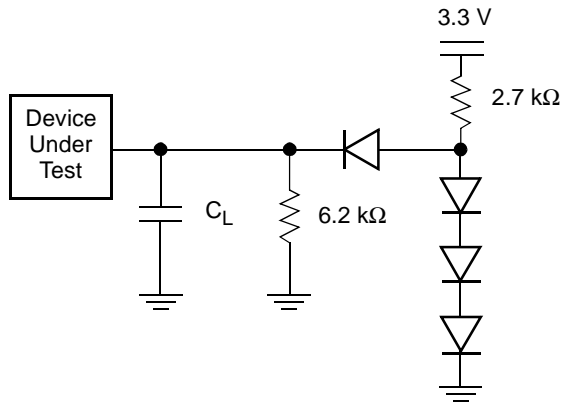 3.3 V
2.7 kΩ
Device
Under
Test
C_L
6.2 kΩ